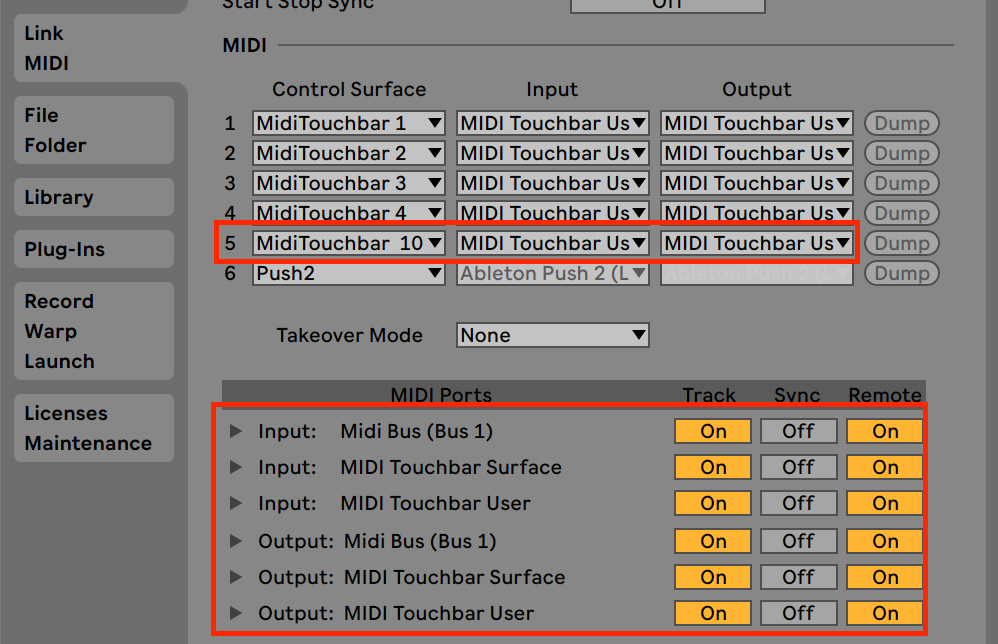 Start Stop Sync Off
Link
MIDI
File
Folder
Library
Plug-Ins
Record
Warp
Launch
Licenses
Maintenance
MIDI
Control Surface Input Output
1 MidiTouchbar 1 MIDI Touchbar Us MIDI Touchbar Us Dump
2 MidiTouchbar 2 MIDI Touchbar Us MIDI Touchbar Us Dump
3 MidiTouchbar 3 MIDI Touchbar Us MIDI Touchbar Us Dump
4 MidiTouchbar 4 MIDI Touchbar Us MIDI Touchbar Us Dump
5 MidiTouchbar 10 MIDI Touchbar Us MIDI Touchbar Us Dump
6 Push2 Ableton Push 2 (L Ableton Push 2 (L Dump
Takeover Mode None
MIDI Ports Track Sync Remote
Input: Midi Bus (Bus 1) On Off On
Input: MIDI Touchbar Surface On Off On
Input: MIDI Touchbar User On Off On
Output: Midi Bus (Bus 1) On Off On
Output: MIDI Touchbar Surface On Off On
Output: MIDI Touchbar User On Off On